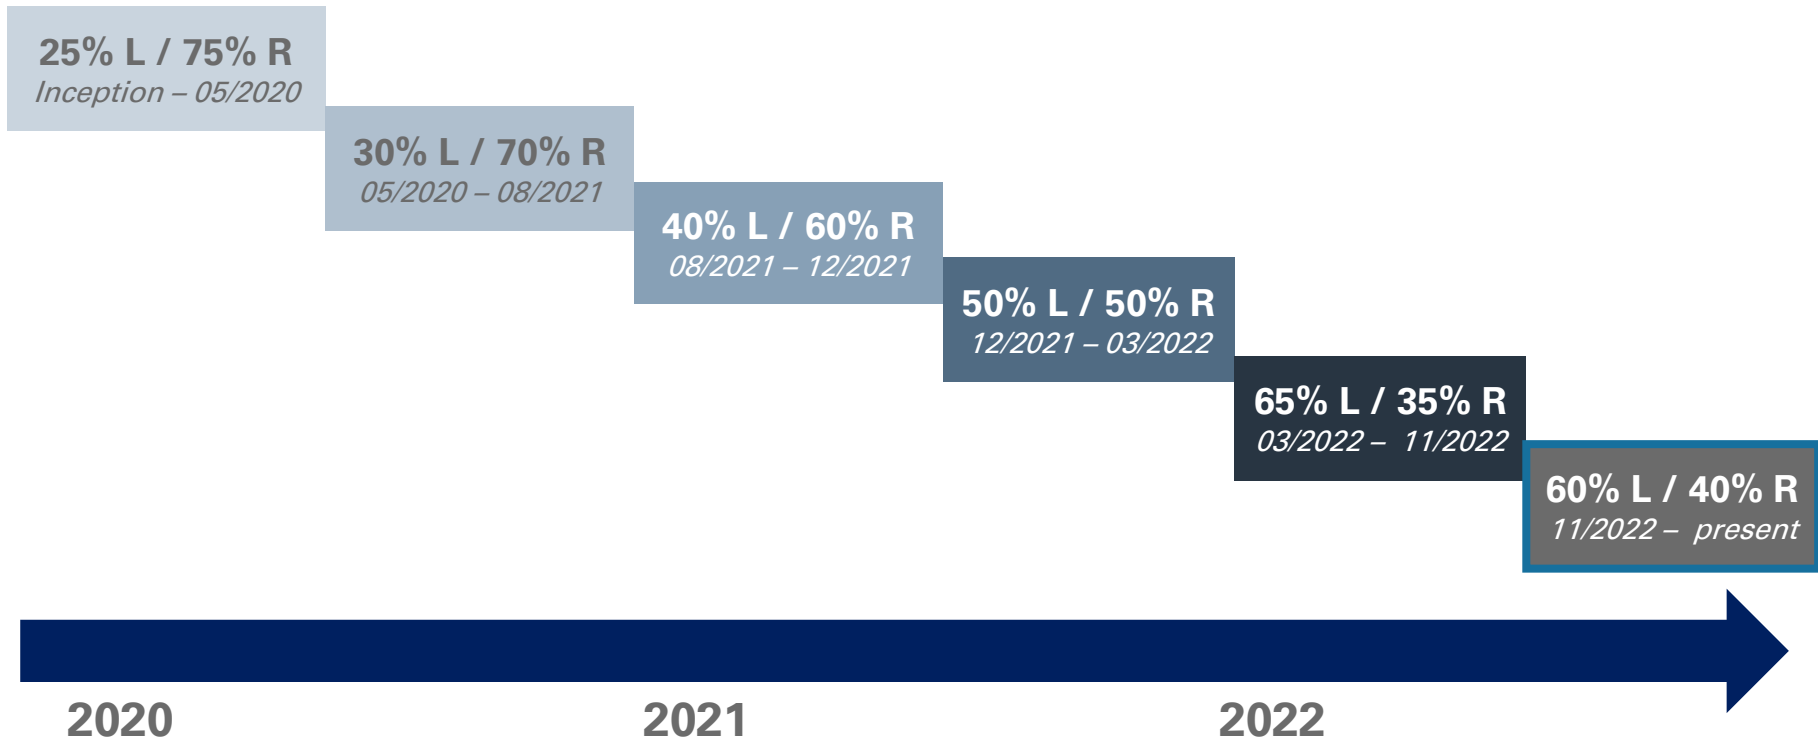 25% L / 75% R
Inception – 05/2020
30% L / 70% R
05/2020 – 08/2021
40% L / 60% R
08/2021 – 12/2021
50% L / 50% R
12/2021 – 03/2022
65% L / 35% R
03/2022 – 11/2022
60% L / 40% R
11/2022 – present
2020
2021
2022